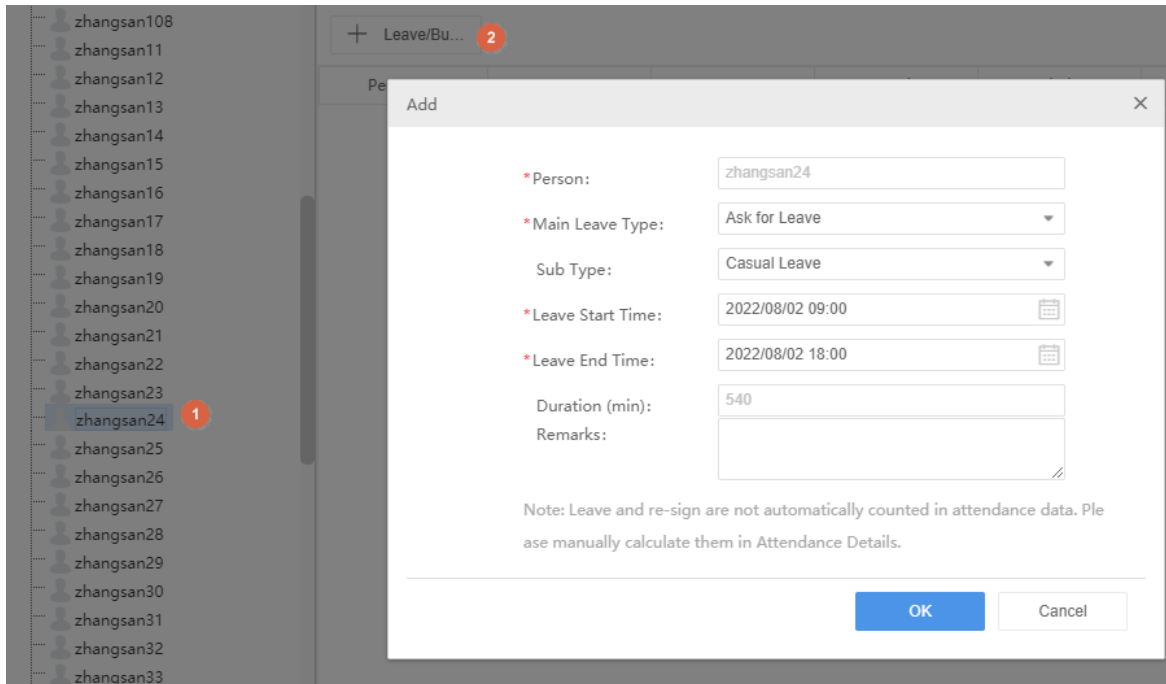 zhangsan108
zhangsan11
zhangsan12
zhangsan13
zhangsan14
zhangsan15
zhangsan16
zhangsan17
zhangsan18
zhangsan19
zhangsan20
zhangsan21
zhangsan22
zhangsan23
zhangsan24 1
zhangsan25
zhangsan26
zhangsan27
zhangsan28
zhangsan29
zhangsan30
zhangsan31
zhangsan32
zhangsan33
+ Leave/Bu... 2
Pe
Add
*Person: zhangsan24
*Main Leave Type: Ask for Leave
Sub Type: Casual Leave
*Leave Start Time: 2022/08/02 09:00
*Leave End Time: 2022/08/02 18:00
Duration (min): 540
Remarks:
Note: Leave and re-sign are not automatically counted in attendance data. Ple
ase manually calculate them in Attendance Details.
OK Cancel